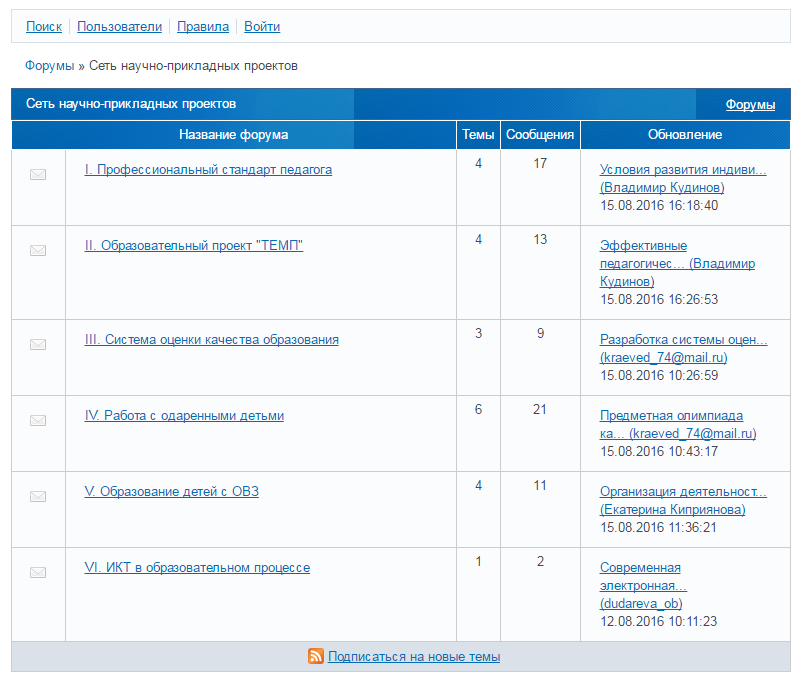 Поиск Пользователи Правила Войти
Форумы » Сеть научно-прикладных проектов
Сеть научно-прикладных проектов Форумы
Название форума Темы Сообщения Обновление
I. Профессиональный стандарт педагога 4 17 Условия развития индиви...
(Владимир Кудинов)
15.08.2016 16:18:40
II. Образовательный проект "ТЕМП" 4 13 Эффективные
педагогичес... (Владимир
Кудинов)
15.08.2016 16:26:53
III. Система оценки качества образования 3 9 Разработка системы оцен...
(kraeved_74@mail.ru)
15.08.2016 10:26:59
IV. Работа с одаренными детьми 6 21 Предметная олимпиада
ка... (kraeved_74@mail.ru)
15.08.2016 10:43:17
V. Образование детей с ОВЗ 4 11 Организация деятельност...
(Екатерина Киприянова)
15.08.2016 11:36:21
VI. ИКТ в образовательном процессе 1 2 Современная
электронная...
(dudareva_ob)
12.08.2016 10:11:23
Подписаться на новые темы